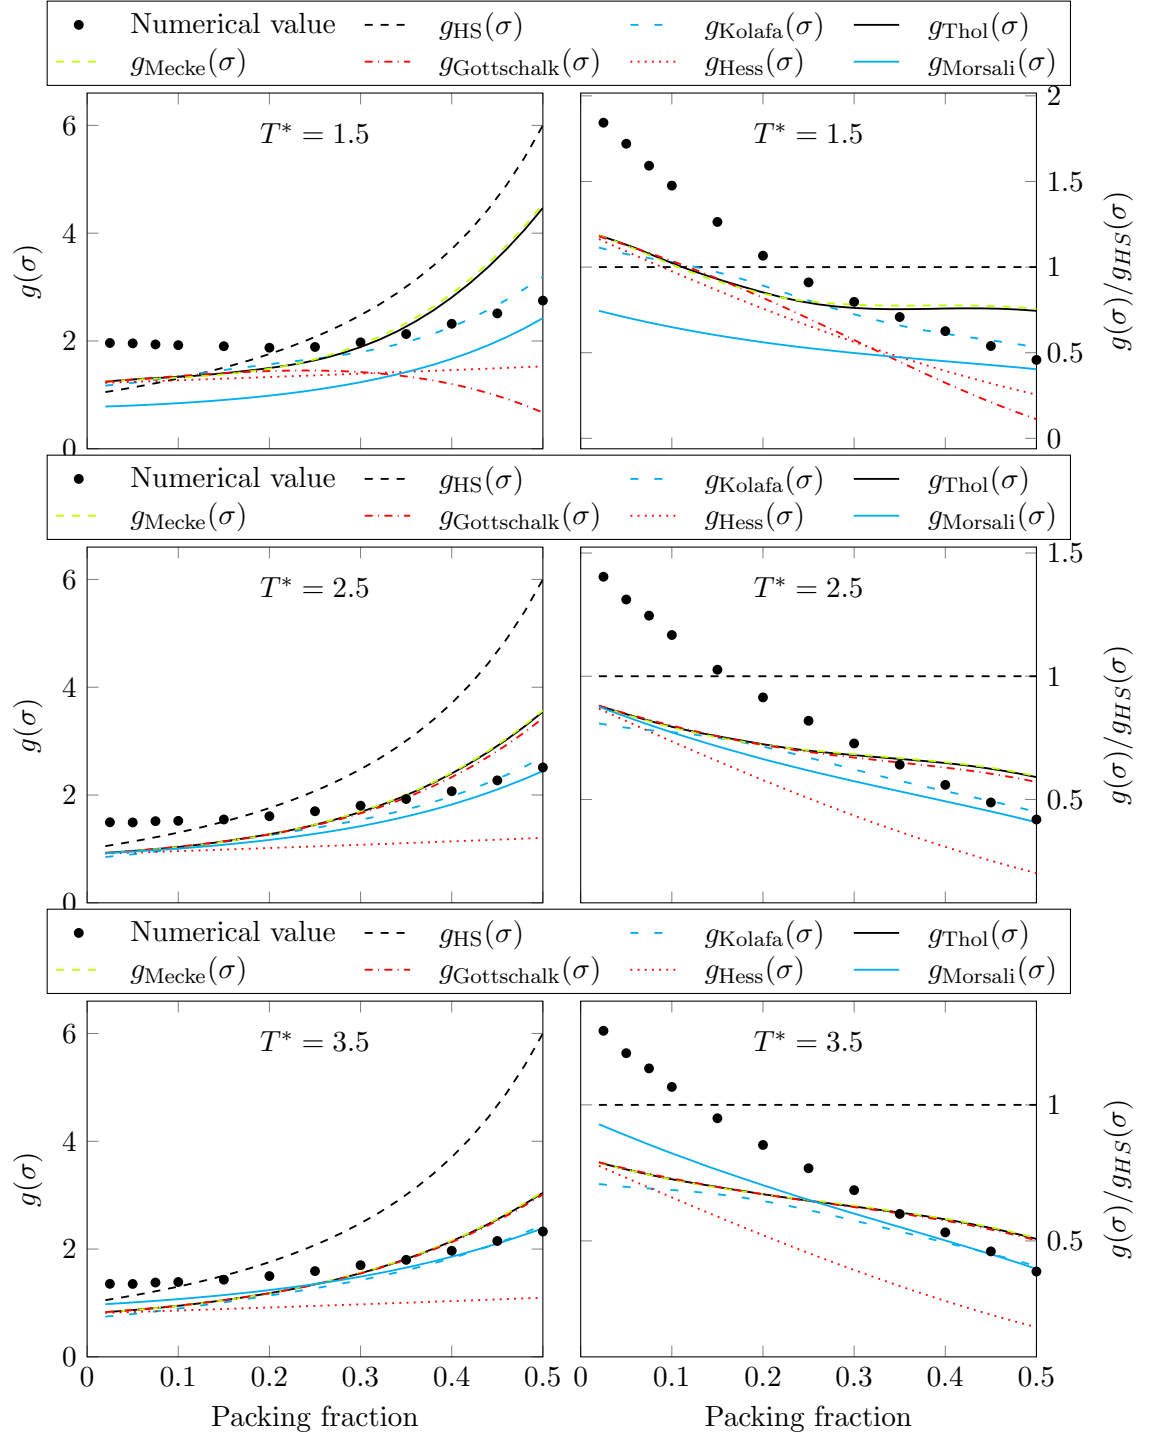 Numerical value g_HS(σ) g_Kolafa(σ) g_Thol(σ)
g_Mecke(σ) g_Gottschalk(σ) g_Hess(σ) g_Morsali(σ)
T* = 1.5
0
2
4
6
g(σ)
T* = 1.5
0
0.5
1
1.5
2
g(σ)/g_HS(σ)
Numerical value g_HS(σ) g_Kolafa(σ) g_Thol(σ)
g_Mecke(σ) g_Gottschalk(σ) g_Hess(σ) g_Morsali(σ)
T* = 2.5
0
2
4
6
g(σ)
T* = 2.5
0.5
1
1.5
g(σ)/g_HS(σ)
Numerical value g_HS(σ) g_Kolafa(σ) g_Thol(σ)
g_Mecke(σ) g_Gottschalk(σ) g_Hess(σ) g_Morsali(σ)
T* = 3.5
0
2
4
6
g(σ)
0 0.1 0.2 0.3 0.4 0.5
Packing fraction
T* = 3.5
0.5
1
g(σ)/g_HS(σ)
0 0.1 0.2 0.3 0.4 0.5
Packing fraction